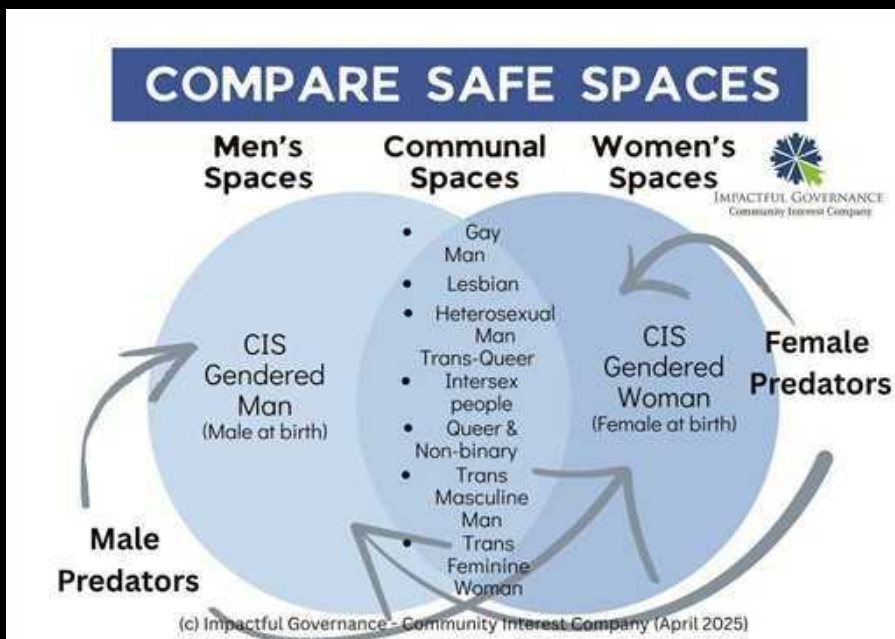 COMPARE SAFE SPACES
Men's
Spaces
Communal
Spaces
Women's
Spaces
IMPACTFUL GOVERNANCE
Community Interest Company
• Gay
Man
• Lesbian
• Heterosexual
Man
Trans-Queer
• Intersex
people
• Queer &
Non-binary
• Trans
Masculine
Man
• Trans
Feminine
Woman
CIS
Gendered
Man
(Male at birth)
CIS
Gendered
Woman
(Female at birth)
Female
Predators
Male
Predators
(c) Impactful Governance - Community Interest Company (April 2025)